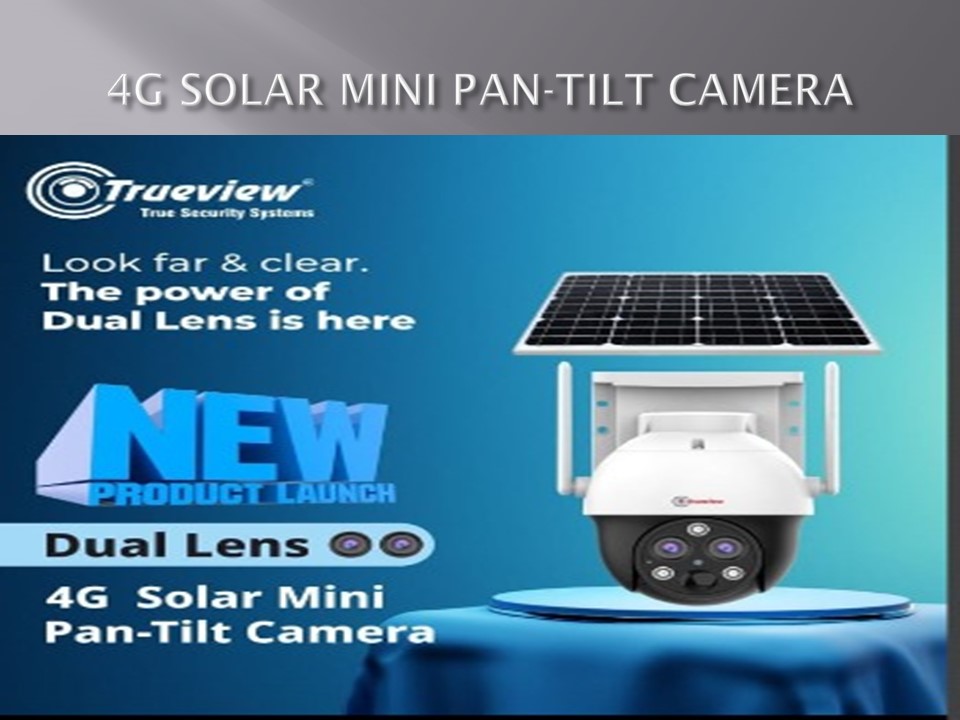 4G SOLAR MINI PAN-TILT CAMERA
Trueview®
True Security Systems
Look far & clear.
The power of
Dual Lens is here
NEW
PRODUCT LAUNCH
Dual Lens
4G Solar Mini
Pan-Tilt Camera
Trueview